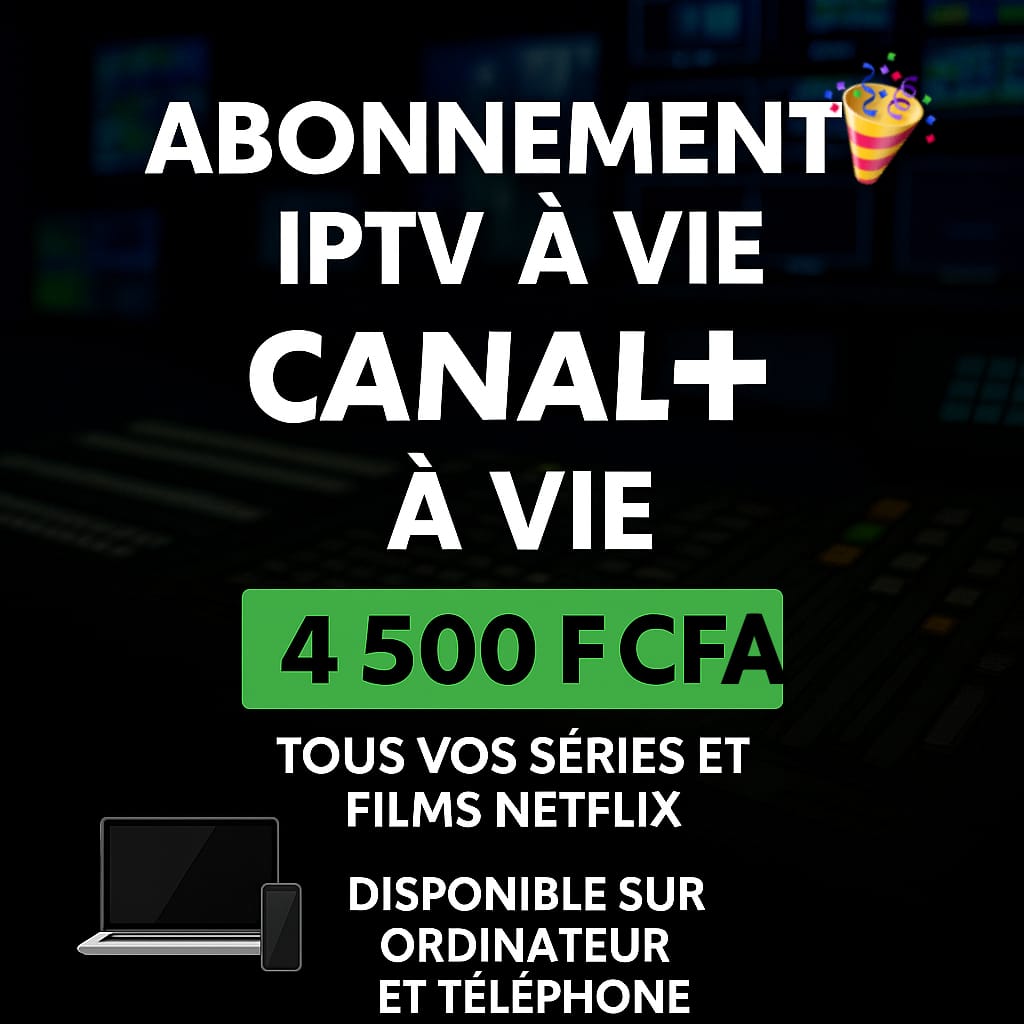 ABONNEMENT
IPTV À VIE
CANAL+
À VIE
4 500 F CFA
TOUS VOS SÉRIES ET
FILMS NETFLIX
DISPONIBLE SUR
ORDINATEUR
ET TÉLÉPHONE